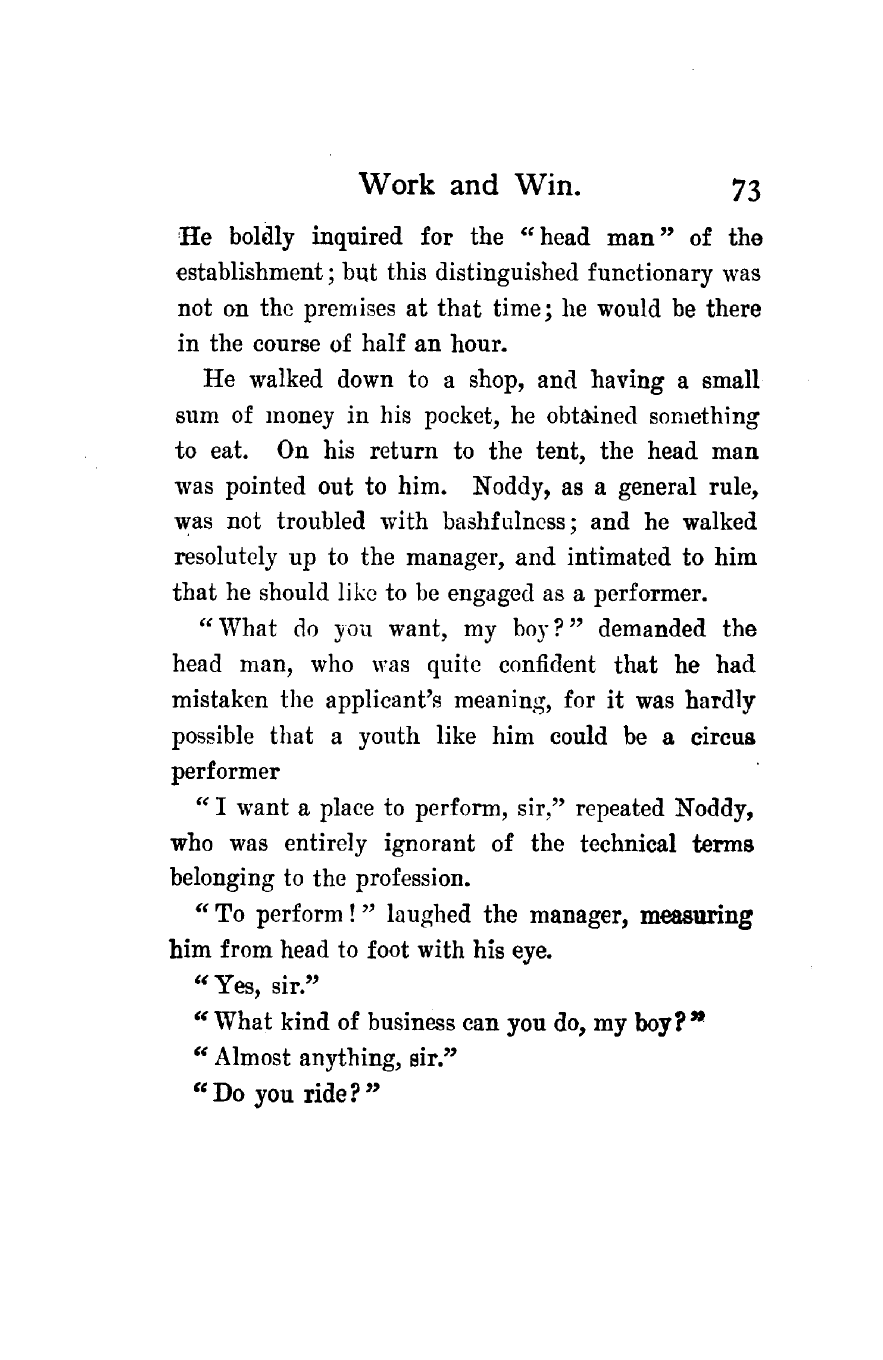 Work and Win. 73
He boldly inquired for the “head man” of the
establishment; but this distinguished functionary was
not on the premises at that time; he would be there
in the course of half an hour.
He walked down to a shop, and having a small
sum of money in his pocket, he obtained something
to eat. On his return to the tent, the head man
was pointed out to him. Noddy, as a general rule,
was not troubled with bashfulness; and he walked
resolutely up to the manager, and intimated to him
that he should like to be engaged as a performer.
“What do you want, my boy?” demanded the
head man, who was quite confident that he had
mistaken the applicant’s meaning, for it was hardly
possible that a youth like him could be a circus
performer
“I want a place to perform, sir,” repeated Noddy,
who was entirely ignorant of the technical terms
belonging to the profession.
“To perform!” laughed the manager, measuring
him from head to foot with his eye.
“Yes, sir.”
“What kind of business can you do, my boy?”
“Almost anything, sir.”
“Do you ride?”